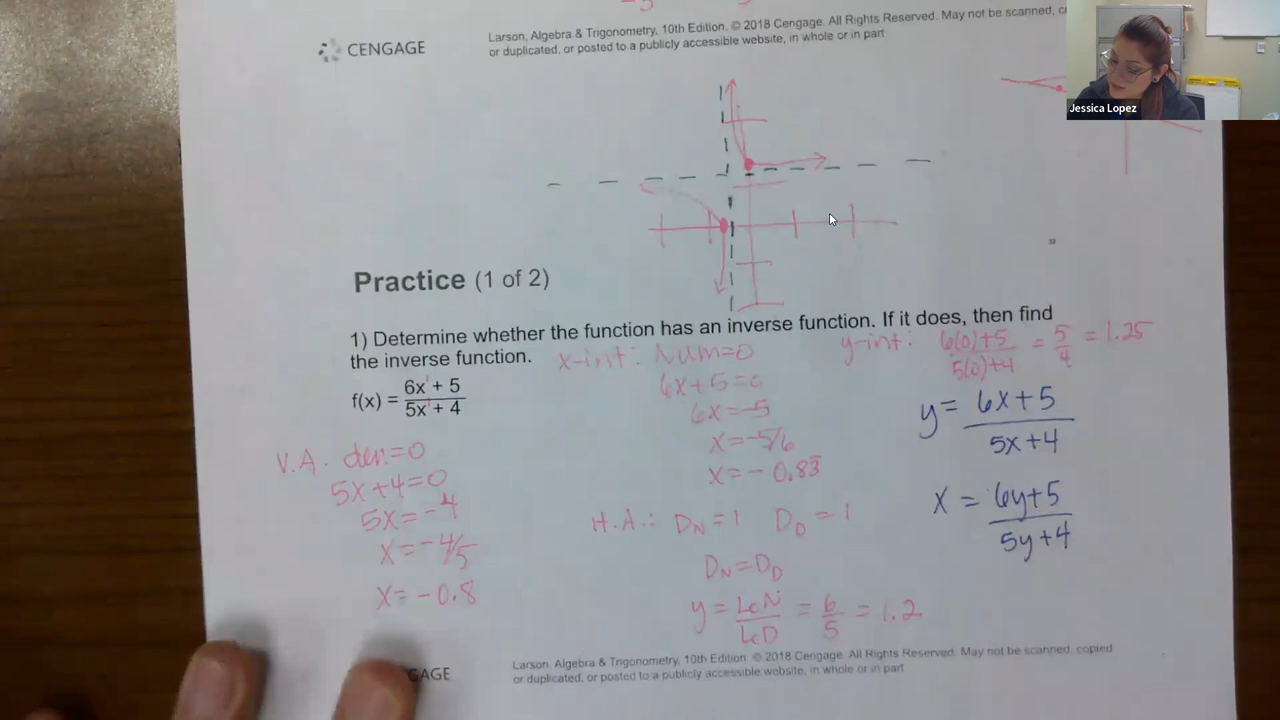 CENGAGE
Larson, Algebra & Trigonometry, 10th Edition. © 2018 Cengage. All Rights Reserved. May not be scanned, c
or duplicated, or posted to a publicly accessible website, in whole or in part
Jessica Lopez
Practice (1 of 2)
1) Determine whether the function has an inverse function. If it does, then find
the inverse function.
f(x) = 6x + 5 / 5x + 4
x-int: Num=0
6x+5=0
6x=-5
x=-5/6
x=-0.83̅
y-int: 6(0)+5 / 5(0)+4 = 5/4 = 1.25
y = 6x+5 / 5x+4
x = 6y+5 / 5y+4
V.A. den=0
5x+4=0
5x=-4
x=-4/5
x=-0.8
H.A.: D_N = 1 D_D = 1
D_N = D_D
y = LCN / LCD = 6/5 = 1.2
GAGE
Larson, Algebra & Trigonometry, 10th Edition. © 2018 Cengage. All Rights Reserved. May not be scanned, copied
or duplicated, or posted to a publicly accessible website, in whole or in part